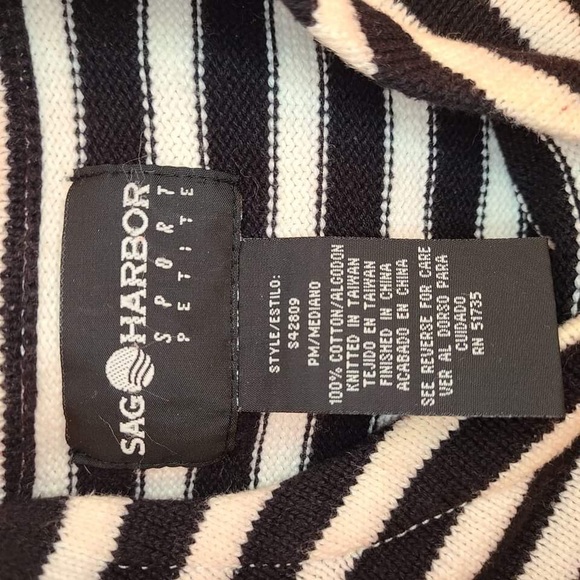 SAG HARBOR
SPORT
PETITE
STYLE/ESTILO:
S42809
PM/MEDIANO
100% COTTON/ALGODON
KNITTED IN TAIWAN
TEJIDO EN TAIWAN
FINISHED IN CHINA
ACABADO EN CHINA
SEE REVERSE FOR CARE
VER AL DORSO PARA
CUIDADO
RN 51735